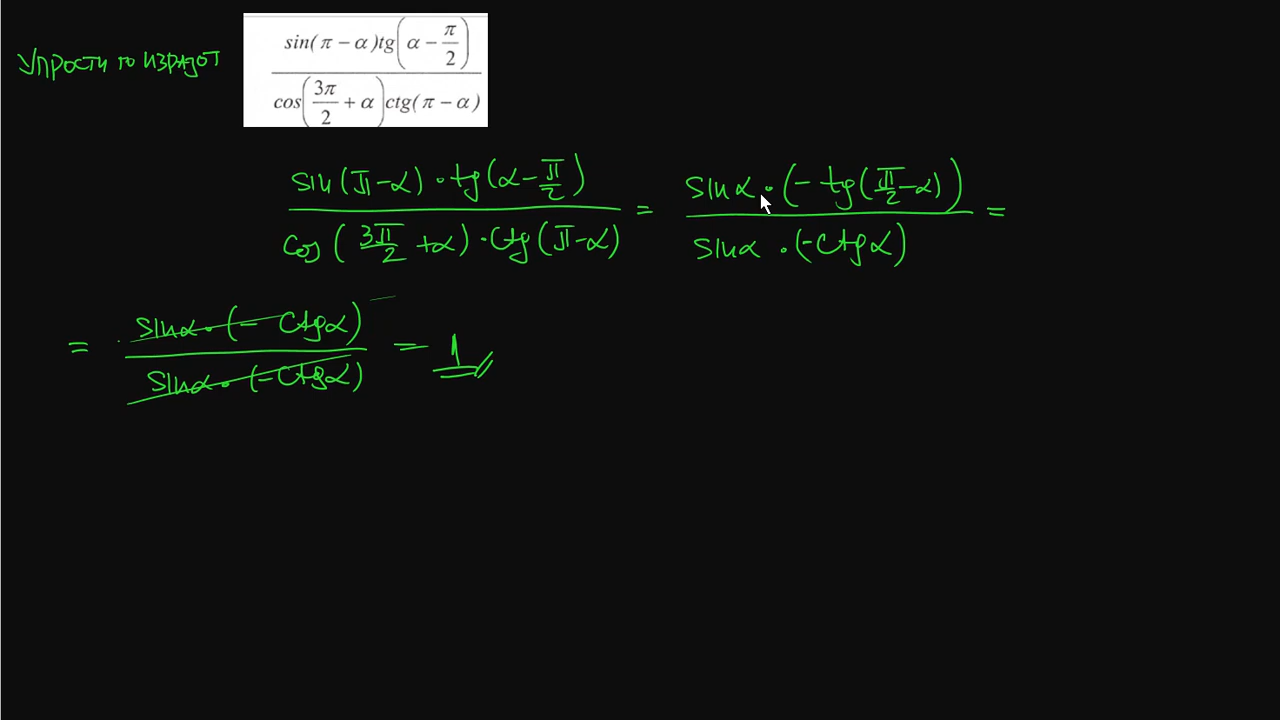 Упрости го изразот
sin(π − α)tg(α − π/2)
cos(3π/2 + α)ctg(π − α)
sin(π−α)·tg(α−π/2) / cos(3π/2+α)·ctg(π−α) = sinα·(−tg(π/2−α)) / sinα·(−ctgα) =
= sinα·(−ctgα) / sinα·(−ctgα) = 1